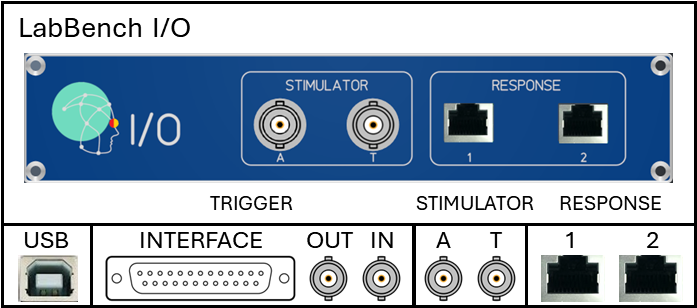 LabBench I/O
STIMULATOR
RESPONSE
I/O
A
T
1
2
TRIGGER
STIMULATOR
RESPONSE
USB
INTERFACE
OUT
IN
A
T
1
2